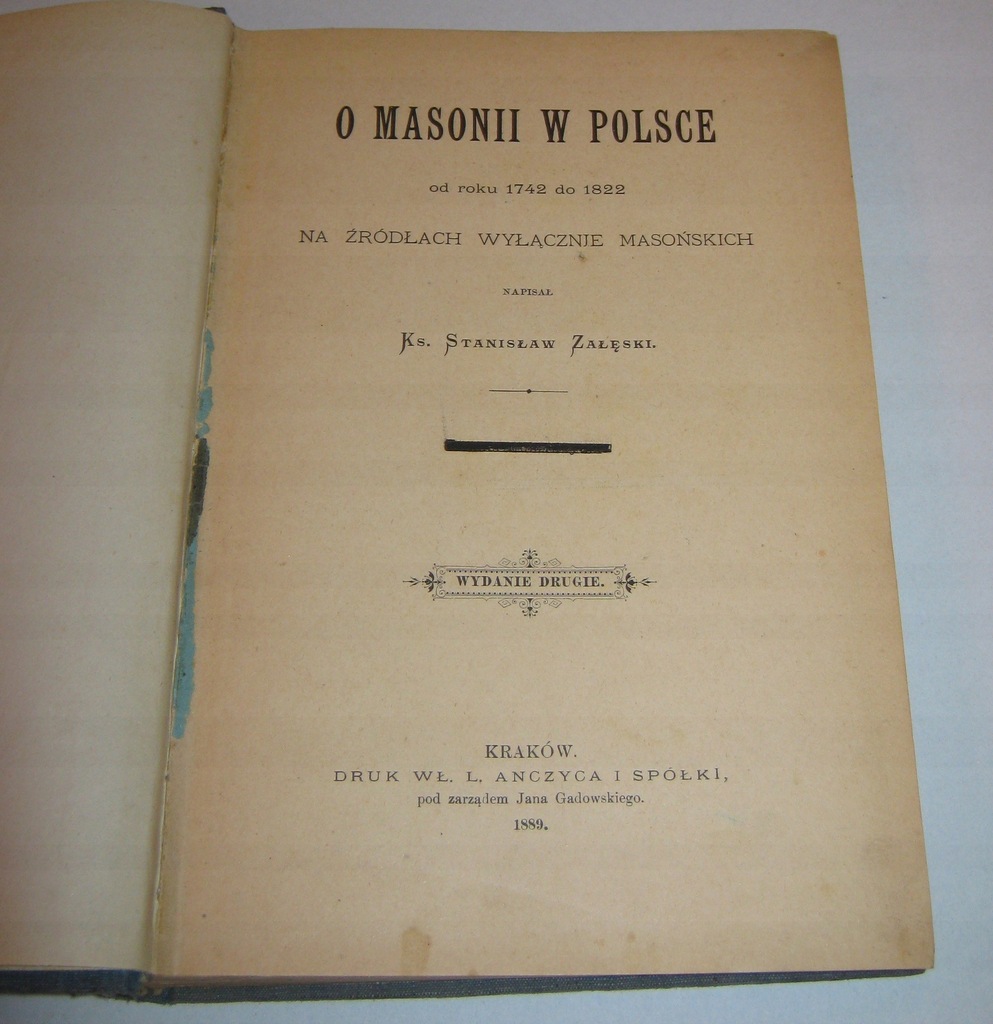 O MASONII W POLSCE
od roku 1742 do 1822
NA ŹRÓDŁACH WYŁĄCZNIE MASOŃSKICH
NAPISAŁ
Ks. Stanisław Załęski.
WYDANIE DRUGIE.
KRAKÓW.
DRUK WŁ. L. ANCZYCA I SPÓŁKI,
pod zarządem Jana Gadowskiego.
1889.